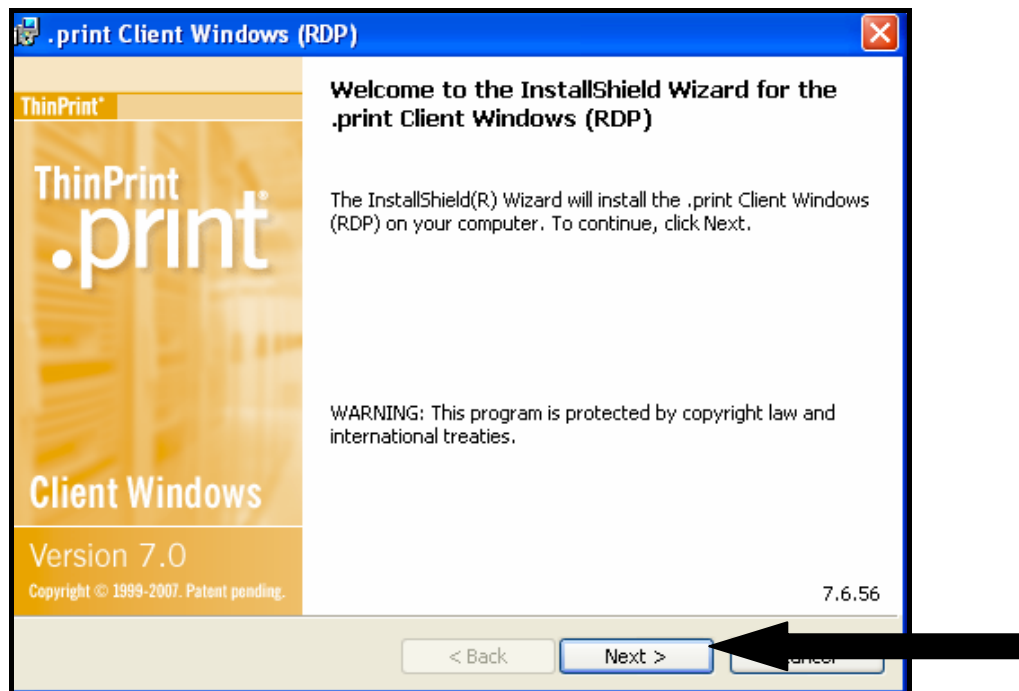 .print Client Windows (RDP)
ThinPrint®
ThinPrint
.print®
Client Windows
Version 7.0
Copyright © 1999-2007. Patent pending.
Welcome to the InstallShield Wizard for the
.print Client Windows (RDP)
The InstallShield(R) Wizard will install the .print Client Windows
(RDP) on your computer. To continue, click Next.
WARNING: This program is protected by copyright law and
international treaties.
7.6.56
< Back
Next >